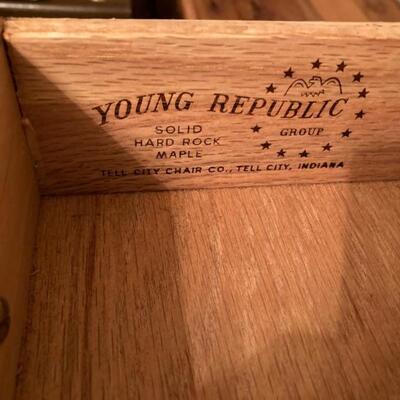 YOUNG REPUBLIC
GROUP
SOLID
HARD ROCK
MAPLE
TELL CITY CHAIR CO., TELL CITY, INDIANA